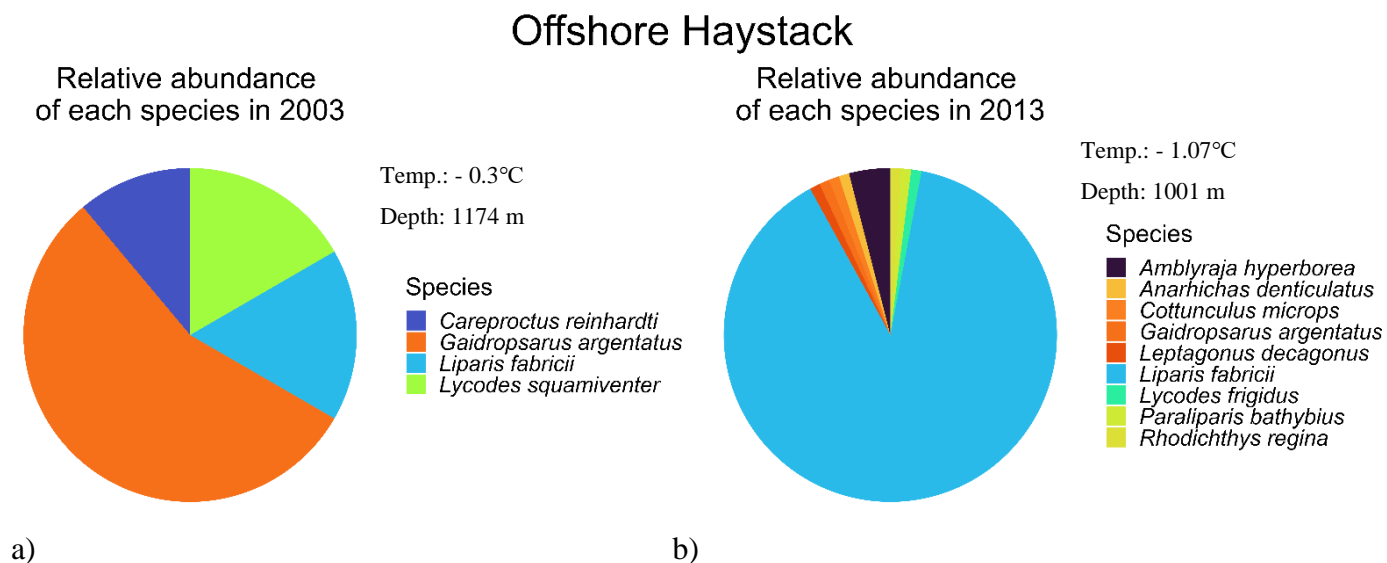 Offshore Haystack
Relative abundance
of each species in 2003
Temp.: - 0.3°C
Depth: 1174 m
Species
Careproctus reinhardti
Gaidropsarus argentatus
Liparis fabricii
Lycodes squamiventer
a)
Relative abundance
of each species in 2013
Temp.: - 1.07°C
Depth: 1001 m
Species
Amblyraja hyperborea
Anarhichas denticulatus
Cottunculus microps
Gaidropsarus argentatus
Leptagonus decagonus
Liparis fabricii
Lycodes frigidus
Paraliparis bathybius
Rhodichthys regina
b)